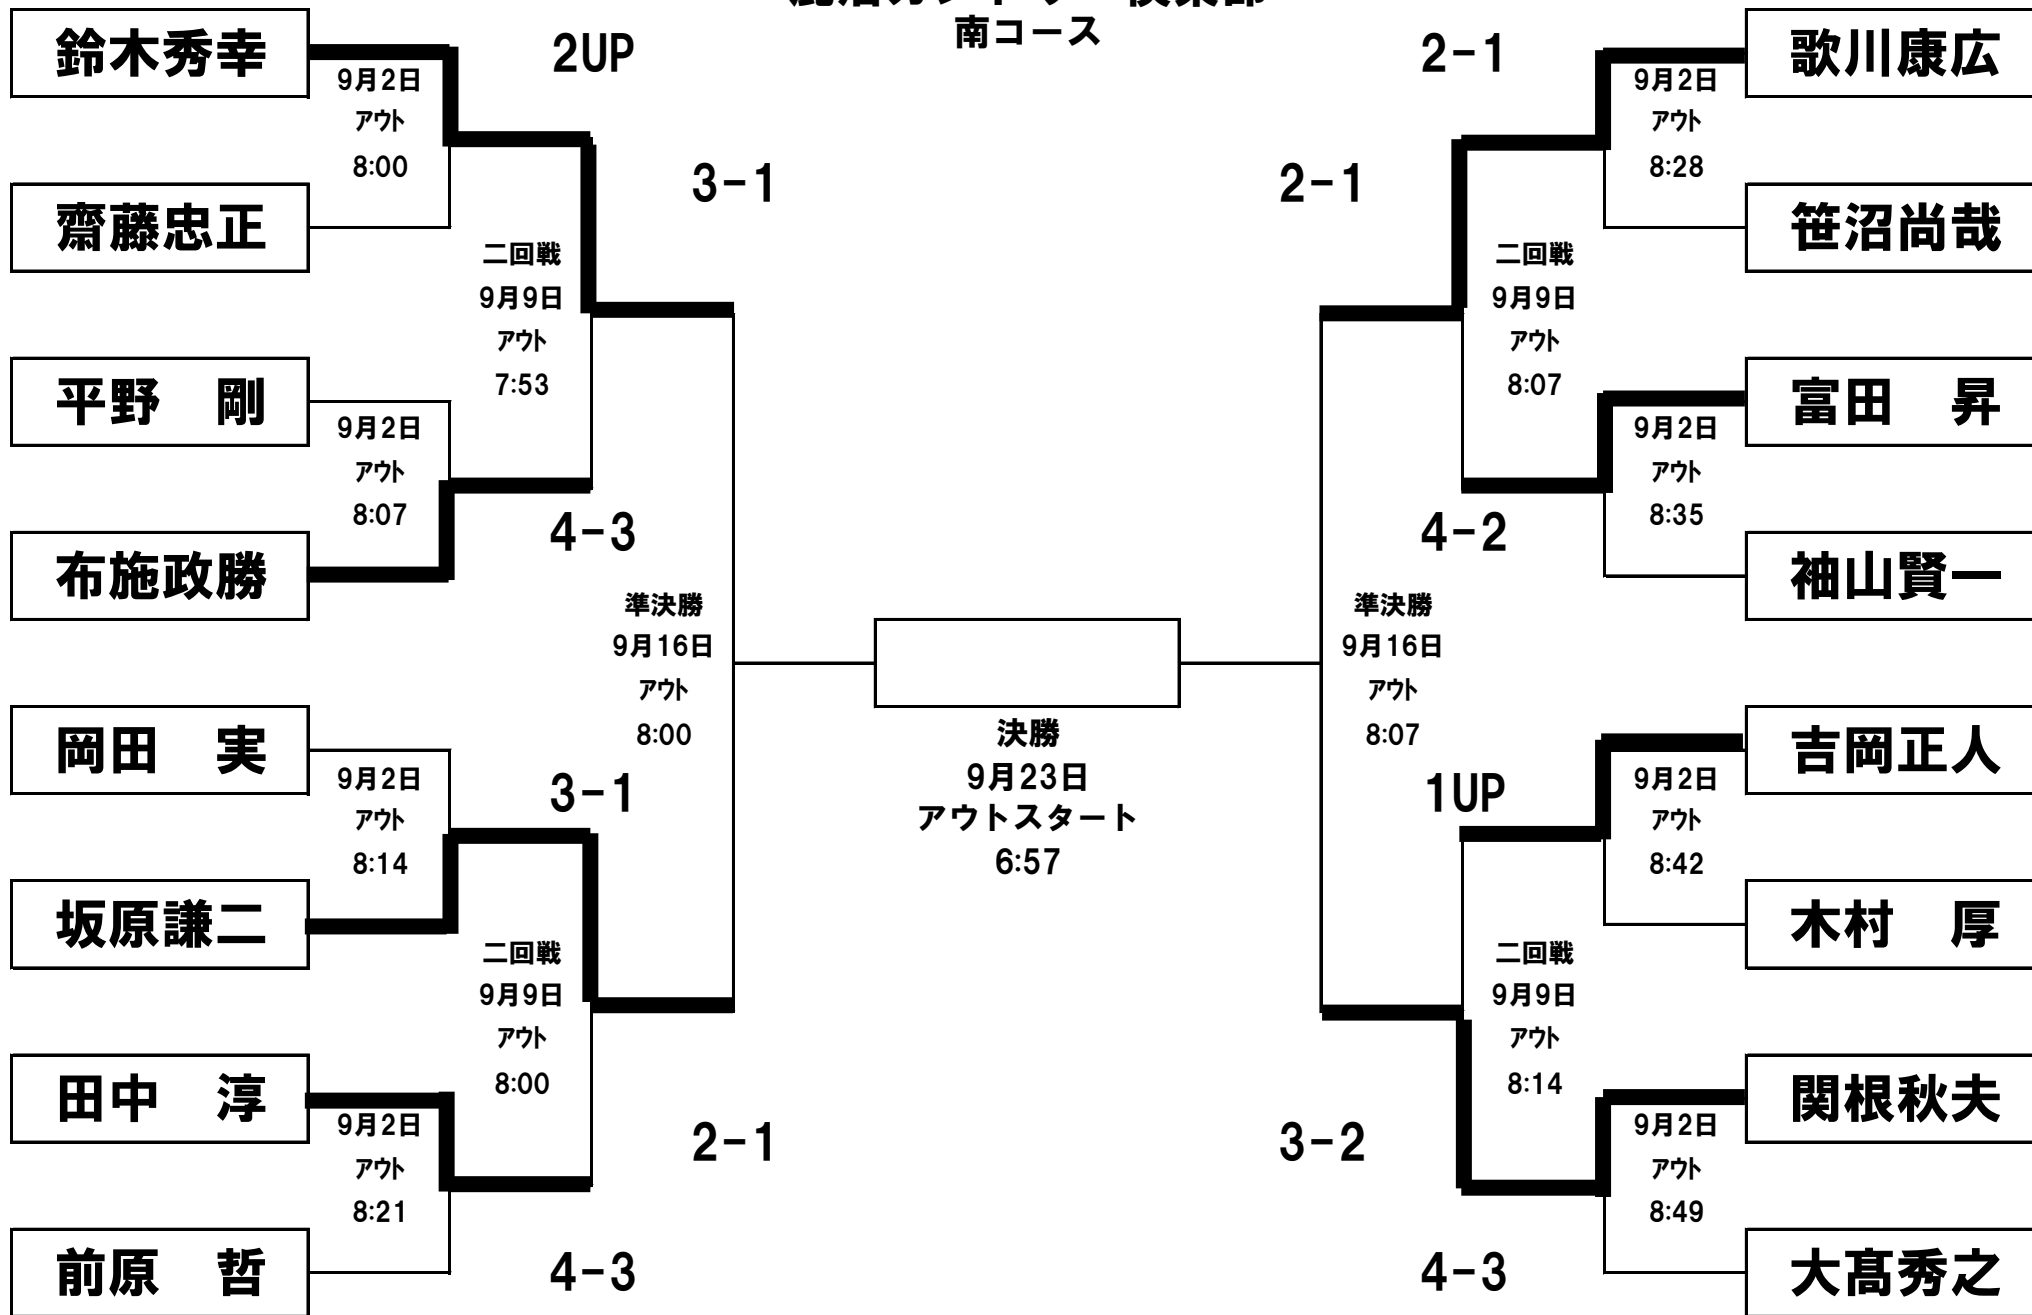 南コース
鈴木秀幸
9月2日
アウト
8:00
齋藤忠正
2UP
3-1
二回戦
9月9日
アウト
7:53
平野　剛
9月2日
アウト
8:07
布施政勝
4-3
準決勝
9月16日
アウト
8:00
岡田　実
9月2日
アウト
8:14
坂原謙二
3-1
二回戦
9月9日
アウト
8:00
田中　淳
9月2日
アウト
8:21
前原　哲
2-1
4-3
決勝
9月23日
アウトスタート
6:57
2-1
歌川康広
9月2日
アウト
8:28
笹沼尚哉
2-1
二回戦
9月9日
アウト
8:07
富田　昇
9月2日
アウト
8:35
袖山賢一
4-2
準決勝
9月16日
アウト
8:07
吉岡正人
9月2日
アウト
8:42
木村　厚
1UP
二回戦
9月9日
アウト
8:14
関根秋夫
9月2日
アウト
8:49
大髙秀之
3-2
4-3